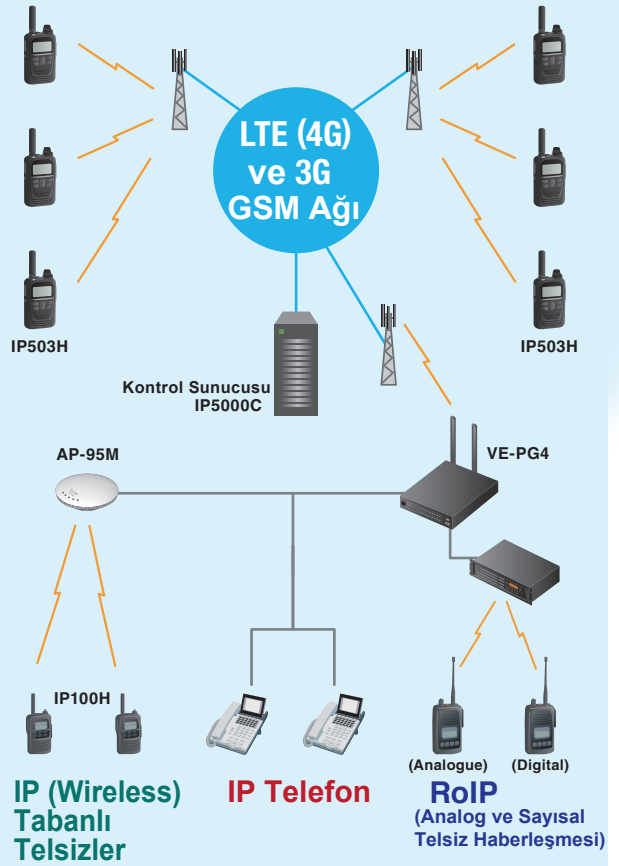 LTE (4G)
ve 3G
GSM Ağı
IP503H
IP503H
Kontrol Sunucusu
IP5000C
AP-95M
VE-PG4
IP100H
(Analogue)
(Digital)
IP (Wireless)
Tabanlı
Telsizler
IP Telefon
RoIP
(Analog ve Sayısal
Telsiz Haberleşmesi)